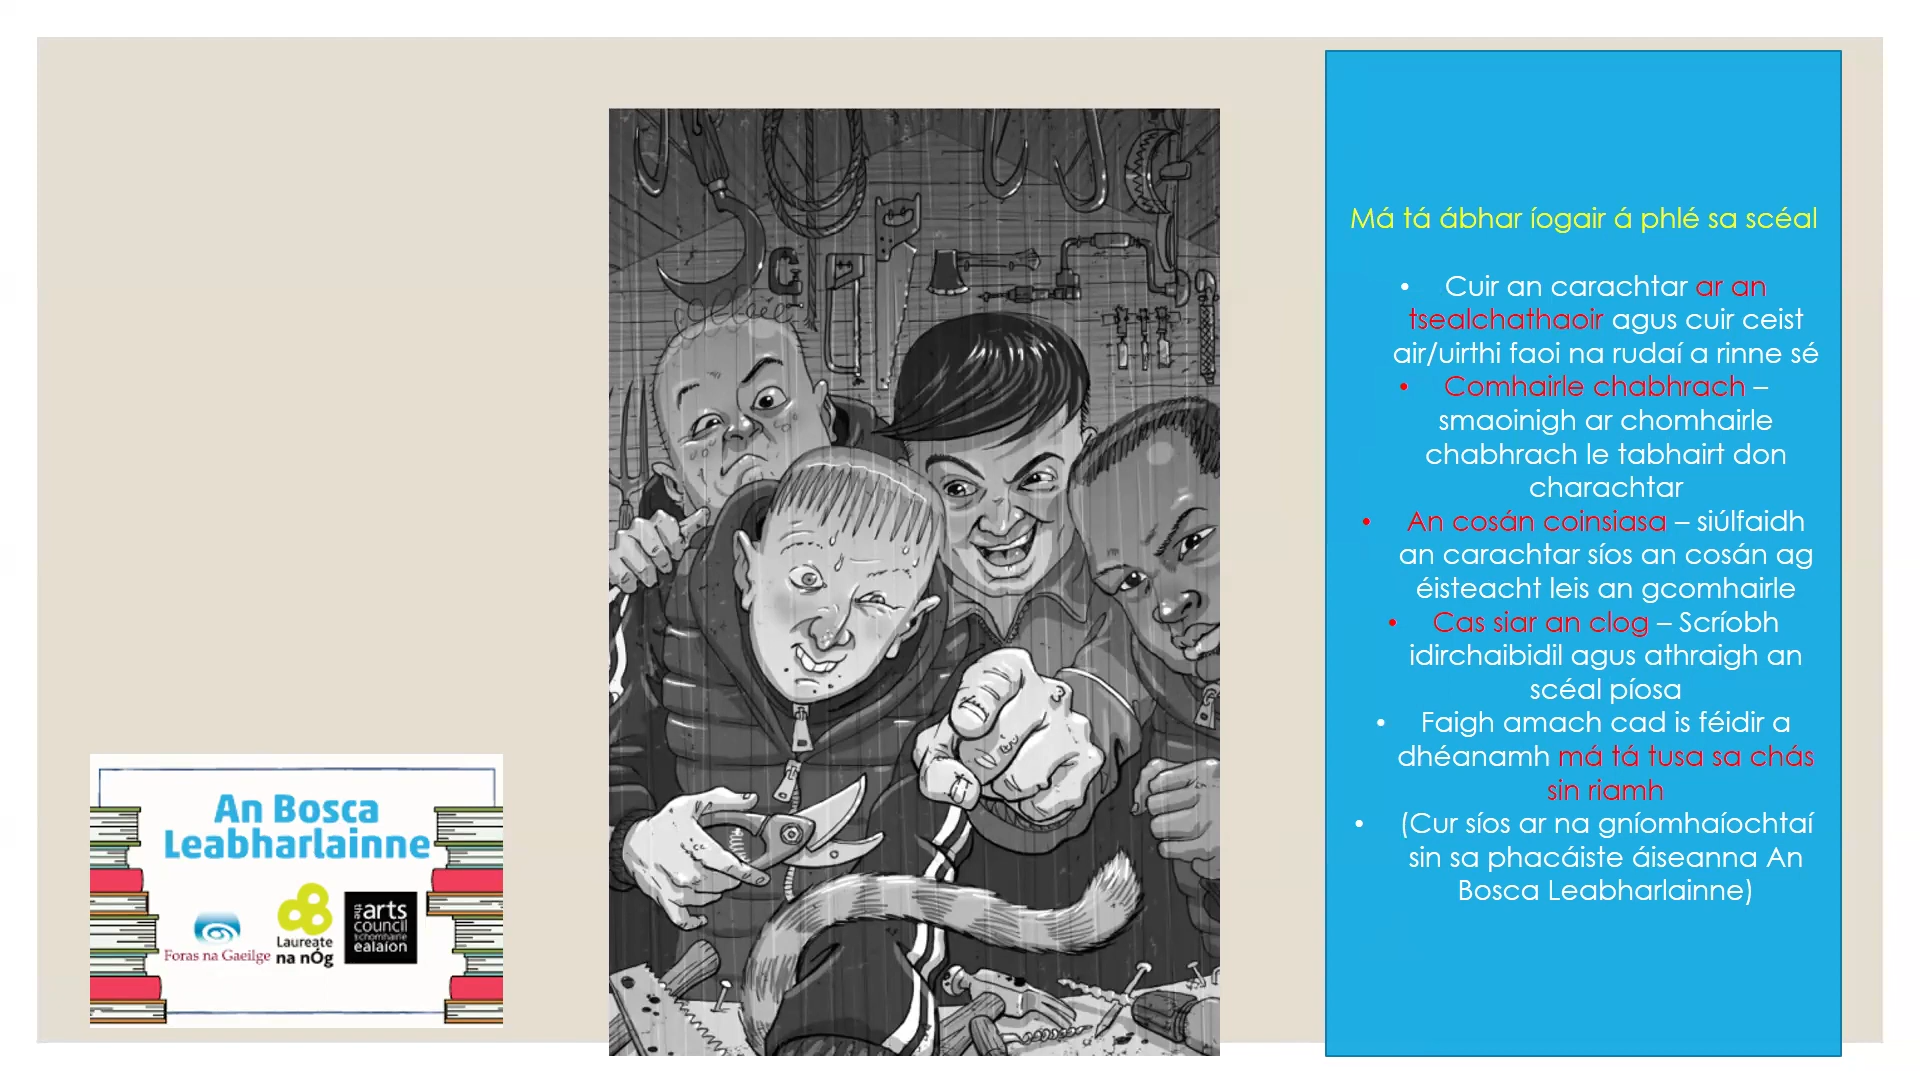 Má tá ábhar íogair á phlé sa scéal
• Cuir an carachtar ar an
tsealchathaoir agus cuir ceist
air/uirthi faoi na rudaí a rinne sé
• Comhairle chabhrach –
smaoinigh ar chomhairle
chabhrach le tabhairt don
charachtar
• An cosán coinsiasa – siúlfaidh
an carachtar síos an cosán ag
éisteacht leis an gcomhairle
• Cas siar an clog – Scríobh
idirchaibidil agus athraigh an
scéal píosa
• Faigh amach cad is féidir a
dhéanamh má tá tusa sa chás
sin riamh
• (Cur síos ar na gníomhaíochtaí
sin sa phacáiste áiseanna An
Bosca Leabharlainne)
An Bosca
Leabharlainne
Foras na Gaeilge
Laureate
na nÓg
the arts
council
chomhairle
ealaíon